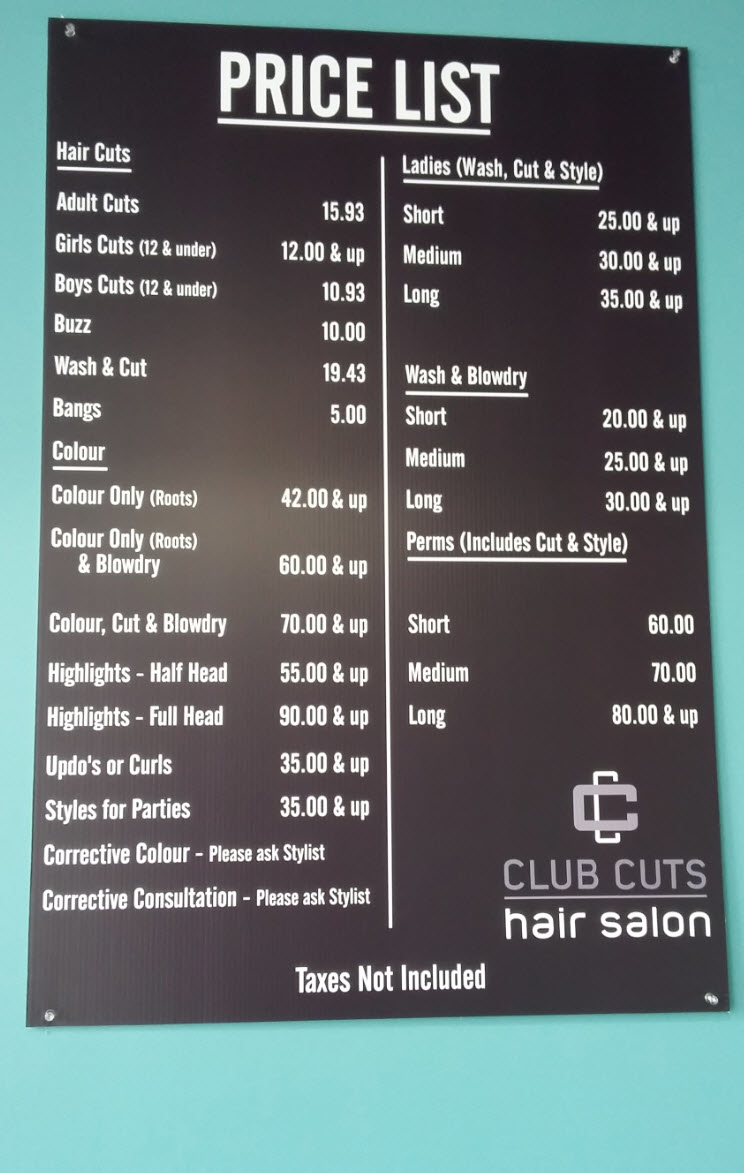 PRICE LIST
Hair Cuts
Adult Cuts 15.93
Girls Cuts (12 & under) 12.00 & up
Boys Cuts (12 & under) 10.93
Buzz 10.00
Wash & Cut 19.43
Bangs 5.00
Colour
Colour Only (Roots) 42.00 & up
Colour Only (Roots)
& Blowdry 60.00 & up
Colour, Cut & Blowdry 70.00 & up
Highlights - Half Head 55.00 & up
Highlights - Full Head 90.00 & up
Updo's or Curls 35.00 & up
Styles for Parties 35.00 & up
Corrective Colour - Please ask Stylist
Corrective Consultation - Please ask Stylist
Ladies (Wash, Cut & Style)
Short 25.00 & up
Medium 30.00 & up
Long 35.00 & up
Wash & Blowdry
Short 20.00 & up
Medium 25.00 & up
Long 30.00 & up
Perms (Includes Cut & Style)
Short 60.00
Medium 70.00
Long 80.00 & up
CLUB CUTS
hair salon
Taxes Not Included